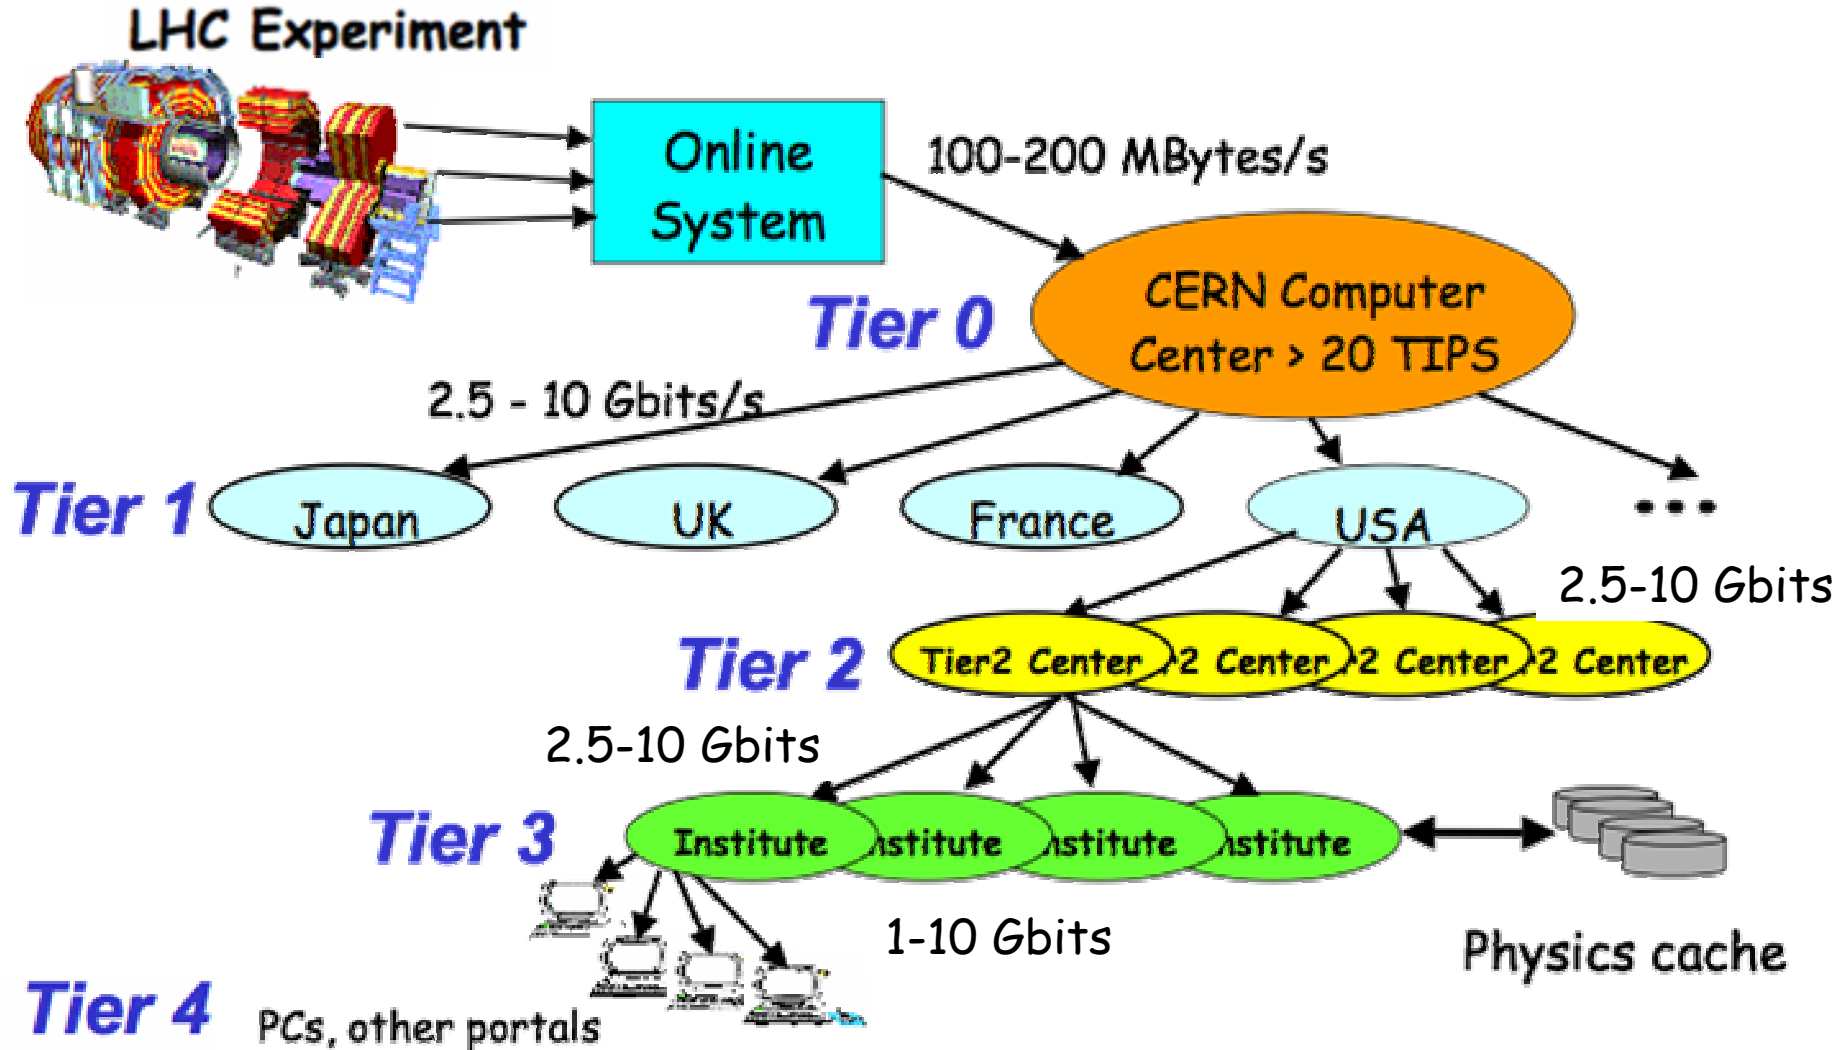 LHC Experiment
Online
System
100-200 MBytes/s
CERN Computer
Center > 20 TIPS
Tier 0
2.5 - 10 Gbits/s
Tier 1
Japan
UK
France
USA
...
2.5-10 Gbits
Tier 2
Tier2 Center
2 Center
2 Center
2 Center
2.5-10 Gbits
Tier 3
Institute
nstitute
nstitute
nstitute
1-10 Gbits
Physics cache
Tier 4
PCs, other portals